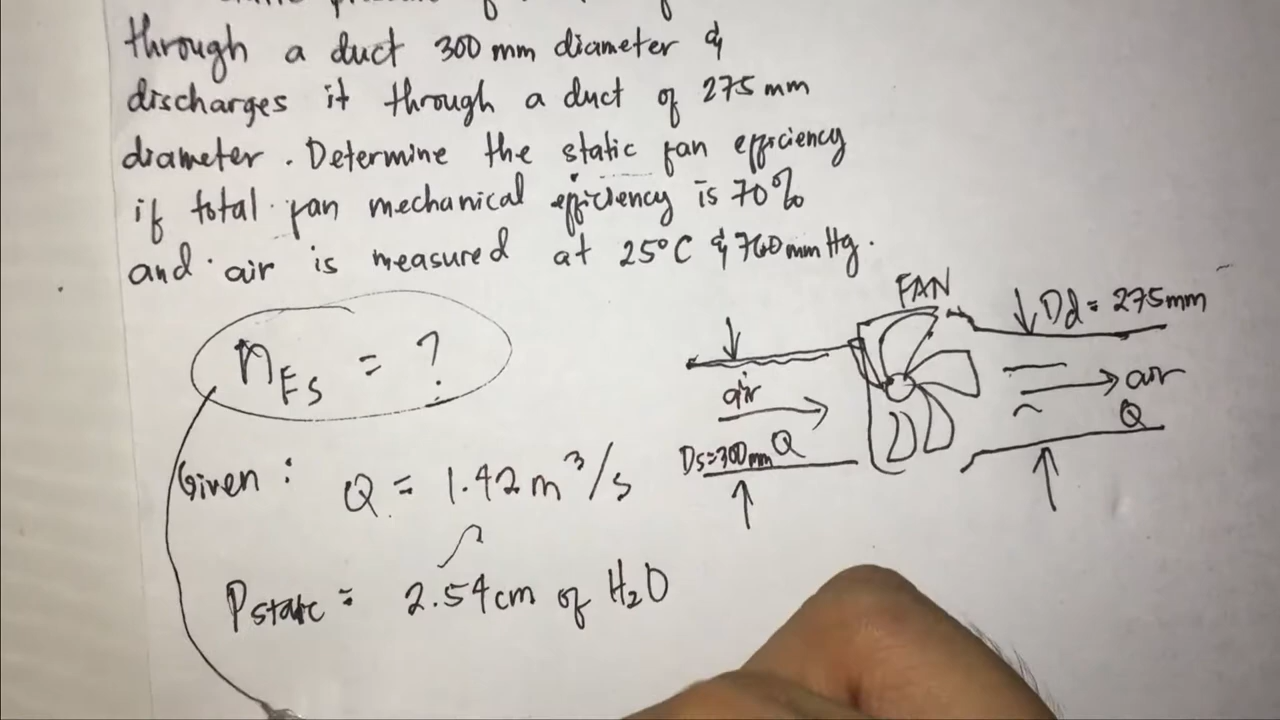 through a duct 300 mm diameter &
discharges it through a duct of 275 mm
diameter. Determine the static fan efficiency
if total fan mechanical efficiency is 70%
and air is measured at 25°C & 760 mm Hg.
FAN
Dd = 275mm
air
Q
Ds=300mm
air
Q
ηFS = ?
Given : Q = 1.42 m³/s
Pstatic = 2.54 cm of H₂O